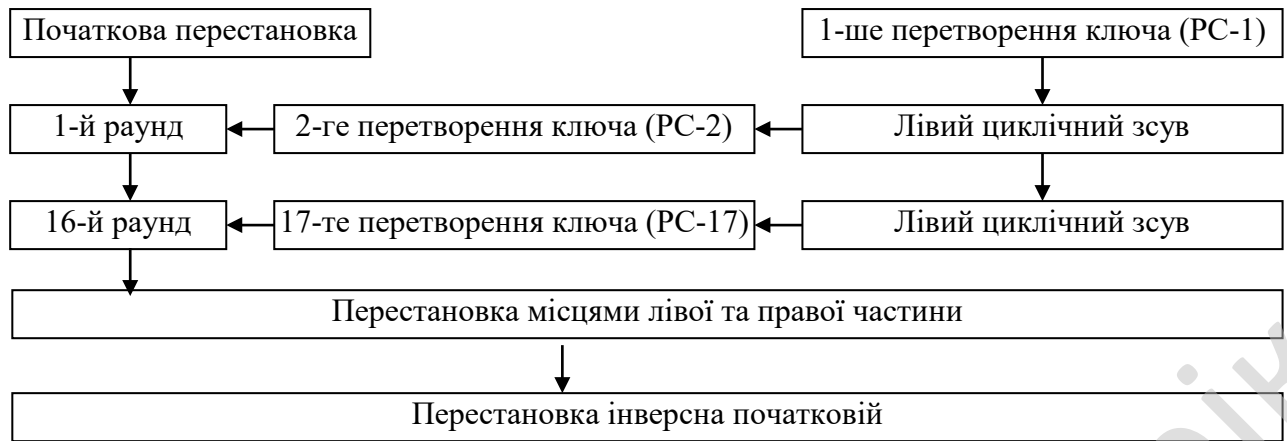 Початкова перестановка
1-ше перетворення ключа (PC-1)
1-й раунд
2-ге перетворення ключа (PC-2)
Лівий циклічний зсув
16-й раунд
17-те перетворення ключа (PC-17)
Лівий циклічний зсув
Перестановка місцями лівої та правої частини
Перестановка інверсна початковій